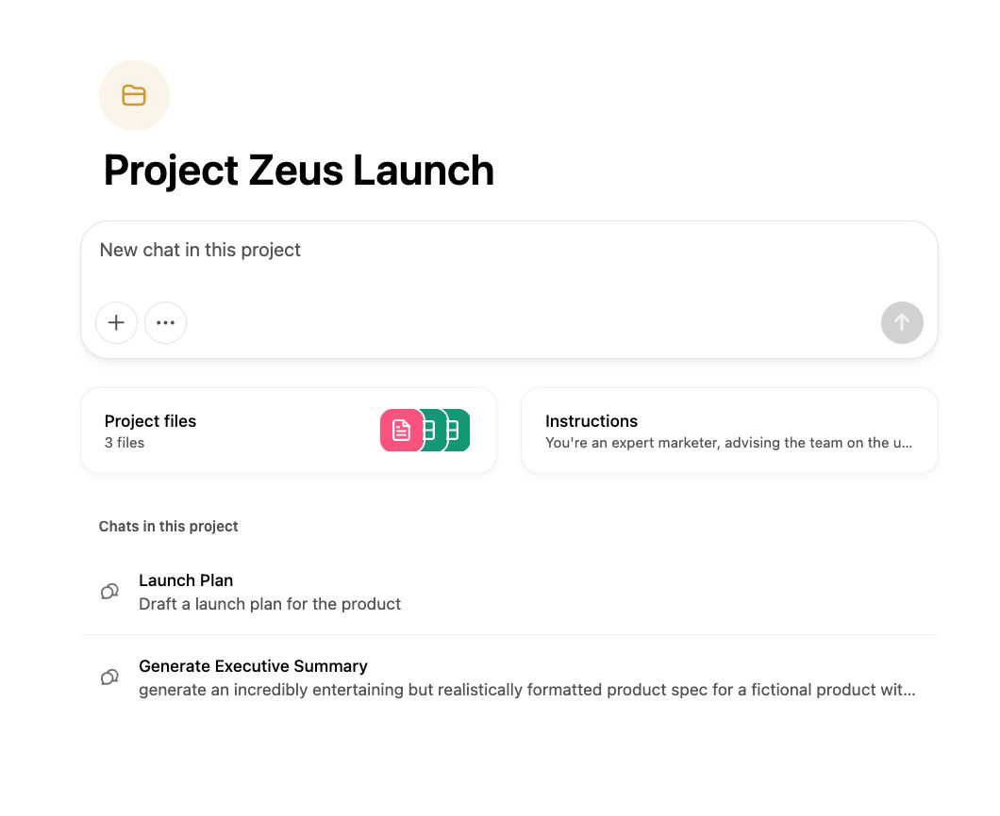 Project Zeus Launch
New chat in this project
Project files
3 files
Instructions
You're an expert marketer, advising the team on the u...
Chats in this project
Launch Plan
Draft a launch plan for the product
Generate Executive Summary
generate an incredibly entertaining but realistically formatted product spec for a fictional product wit...